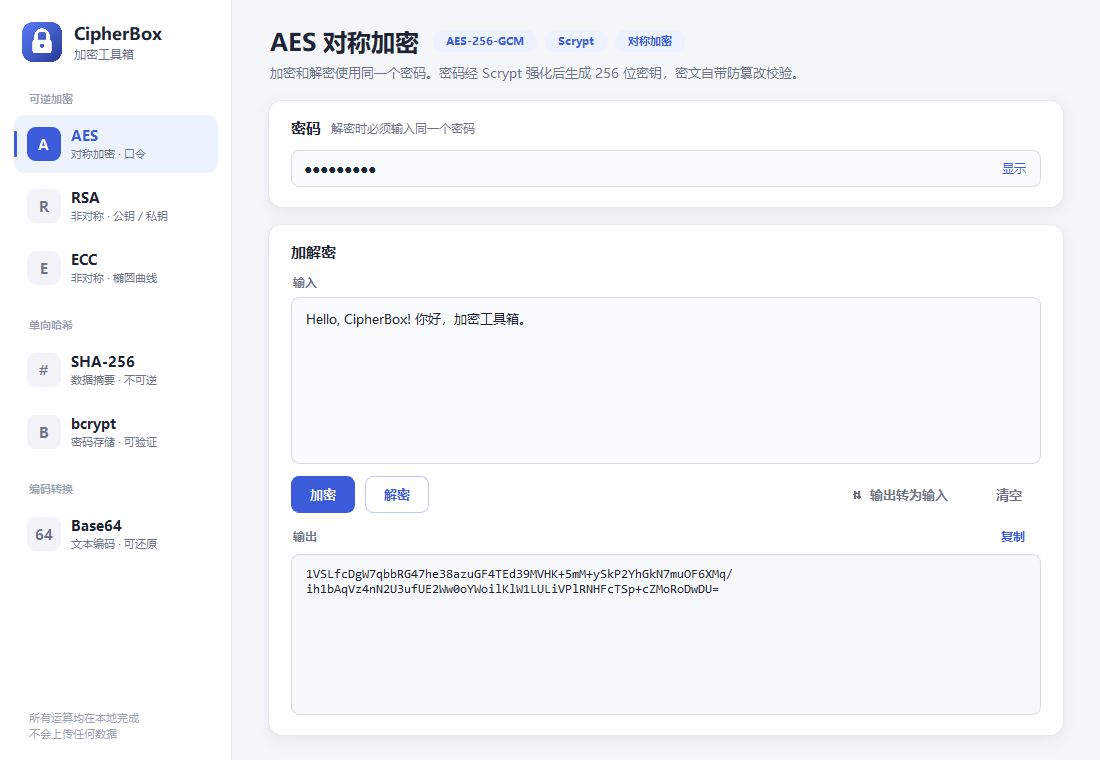 CipherBox
加密工具箱
可逆加密
A
AES
对称加密 · 口令
R
RSA
非对称 · 公钥 / 私钥
E
ECC
非对称 · 椭圆曲线
单向哈希
#
SHA-256
数据摘要 · 不可逆
B
bcrypt
密码存储 · 可验证
编码转换
64
Base64
文本编码 · 可还原
所有运算均在本地完成
不会上传任何数据
AES 对称加密 AES-256-GCM Scrypt 对称加密
加密和解密使用同一个密码。密码经 Scrypt 强化后生成 256 位密钥，密文自带防篡改校验。
密码 解密时必须输入同一个密码
●●●●●●●●● 显示
加解密
输入
Hello, CipherBox! 你好，加密工具箱。
加密 解密 ⇅ 输出转为输入 清空
输出 复制
1VSLfcDgW7qbbRG47he38azuGF4TEd39MVHK+5mM+ySkP2YhGkN7muOF6XMq/
ih1bAqVz4nN2U3ufUE2Ww0oYWoilKlW1LULiVPlRNHFcTSp+cZMoRoDwDU=